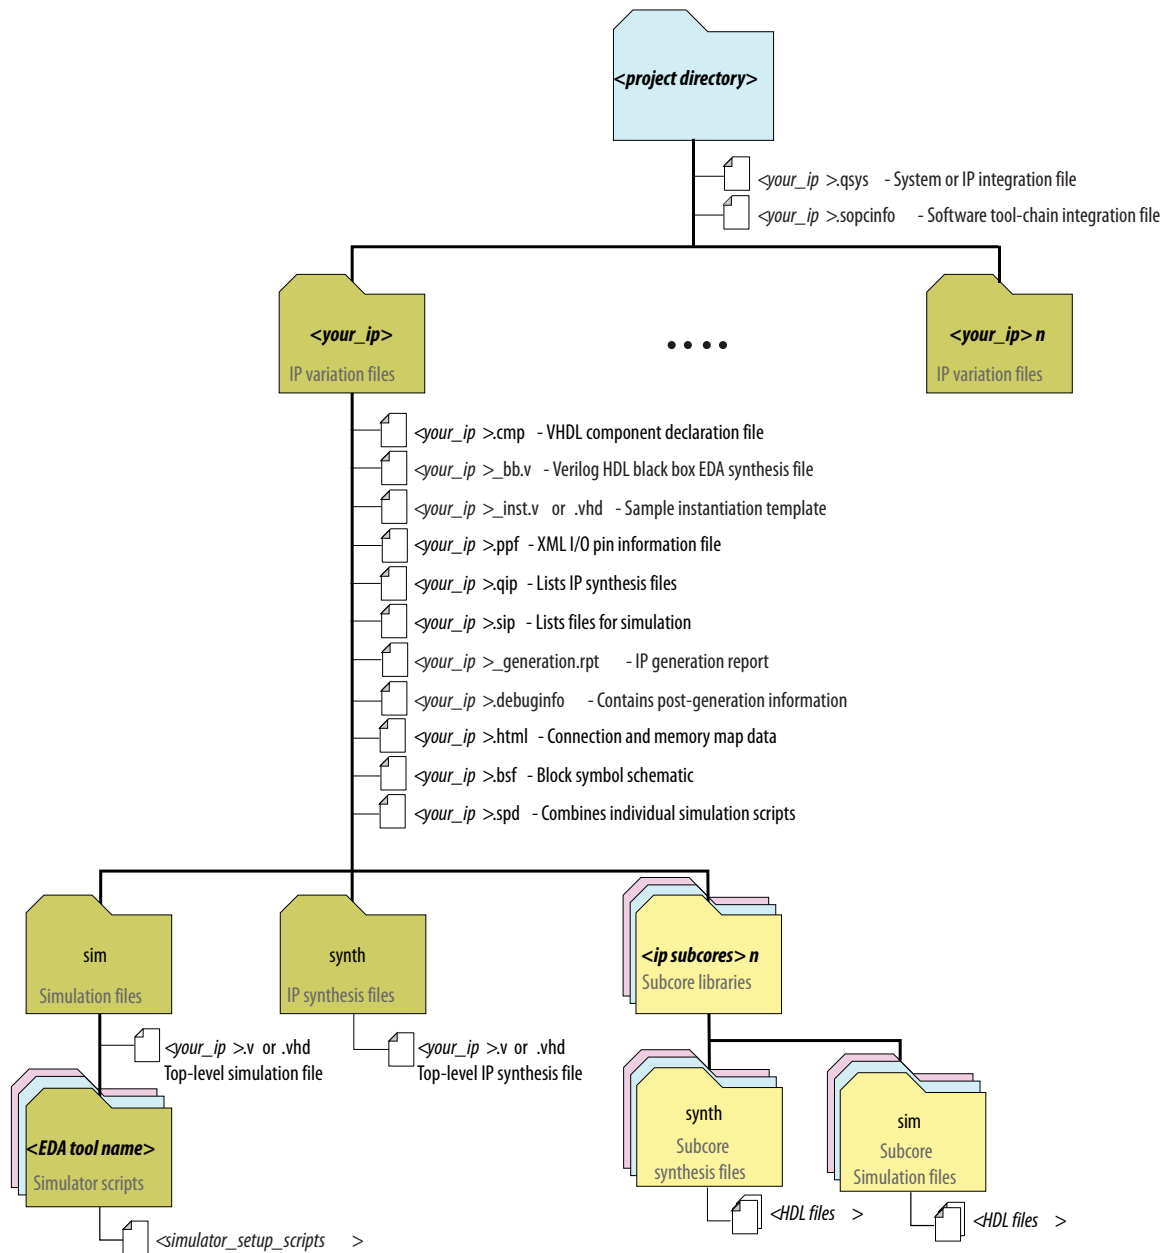 <project directory>
<your_ip >.qsys - System or IP integration file
<your_ip >.sopcinfo - Software tool-chain integration file
<your_ip>
IP variation files
<your_ip> n
IP variation files
<your_ip >.cmp - VHDL component declaration file
<your_ip >_bb.v - Verilog HDL black box EDA synthesis file
<your_ip >_inst.v or .vhd - Sample instantiation template
<your_ip >.ppf - XML I/O pin information file
<your_ip >.qip - Lists IP synthesis files
<your_ip >.sip - Lists files for simulation
<your_ip >_generation.rpt - IP generation report
<your_ip >.debuginfo - Contains post-generation information
<your_ip >.html - Connection and memory map data
<your_ip >.bsf - Block symbol schematic
<your_ip >.spd - Combines individual simulation scripts
sim
Simulation files
synth
IP synthesis files
<ip subcores> n
Subcore libraries
<your_ip >.v or .vhd
Top-level simulation file
<your_ip >.v or .vhd
Top-level IP synthesis file
<EDA tool name>
Simulator scripts
synth
Subcore
synthesis files
sim
Subcore
Simulation files
<HDL files >
<HDL files >
<simulator_setup_scripts >